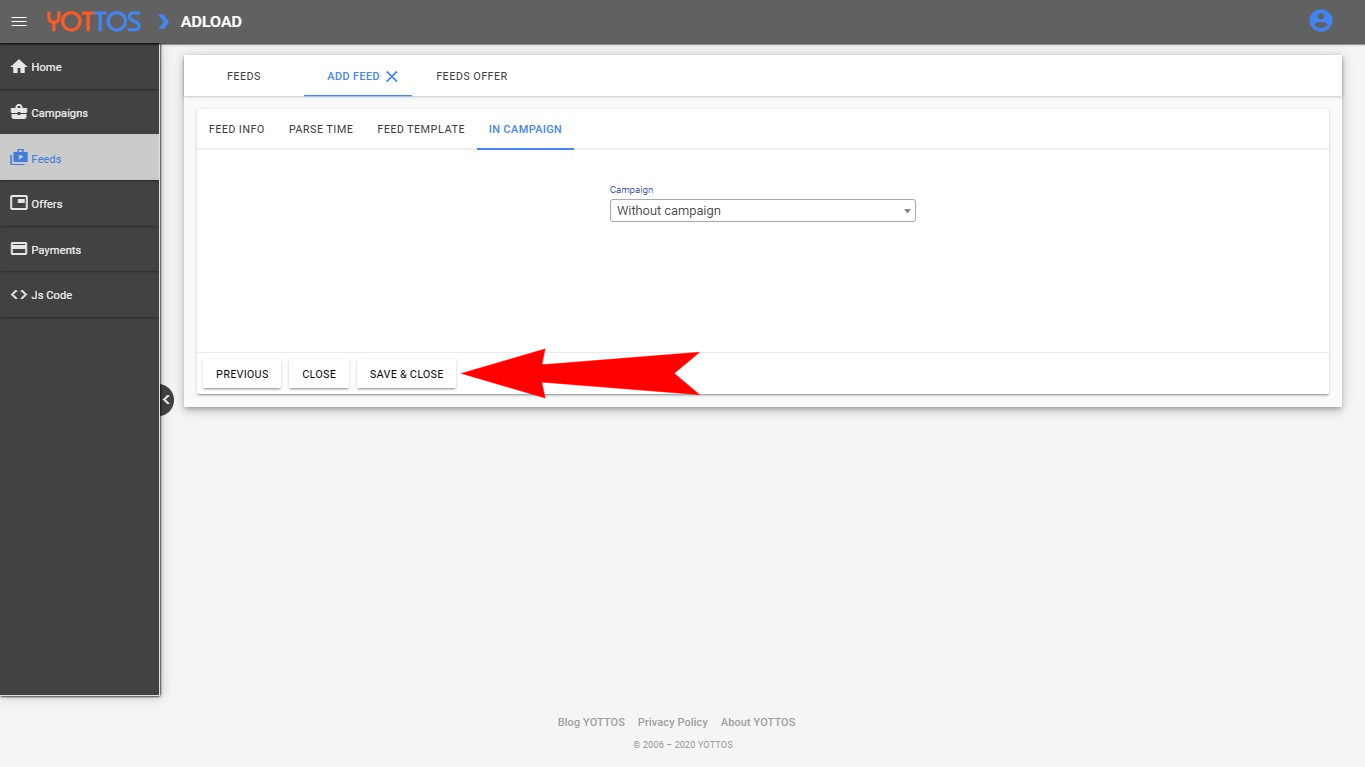 YOTTOS ADLOAD
Home
Campaigns
Feeds
Offers
Payments
Js Code
FEEDS ADD FEED FEEDS OFFER
FEED INFO PARSE TIME FEED TEMPLATE IN CAMPAIGN
Campaign
Without campaign
PREVIOUS CLOSE SAVE & CLOSE
Blog YOTTOS Privacy Policy About YOTTOS
© 2006 – 2020 YOTTOS